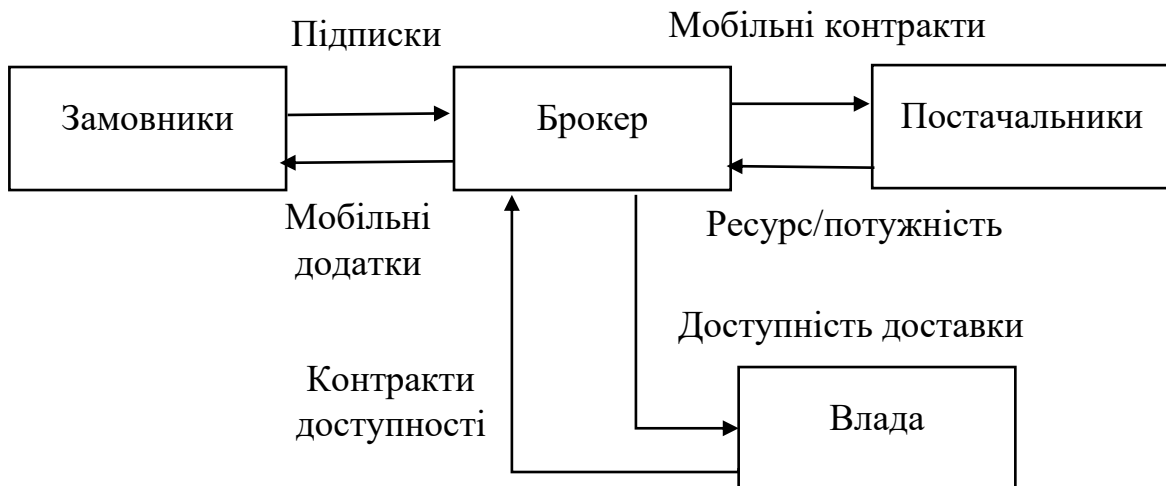 Підписки
Мобільні контракти
Замовники
Брокер
Постачальники
Мобільні
додатки
Ресурс/потужність
Доступність доставки
Контракти
доступності
Влада